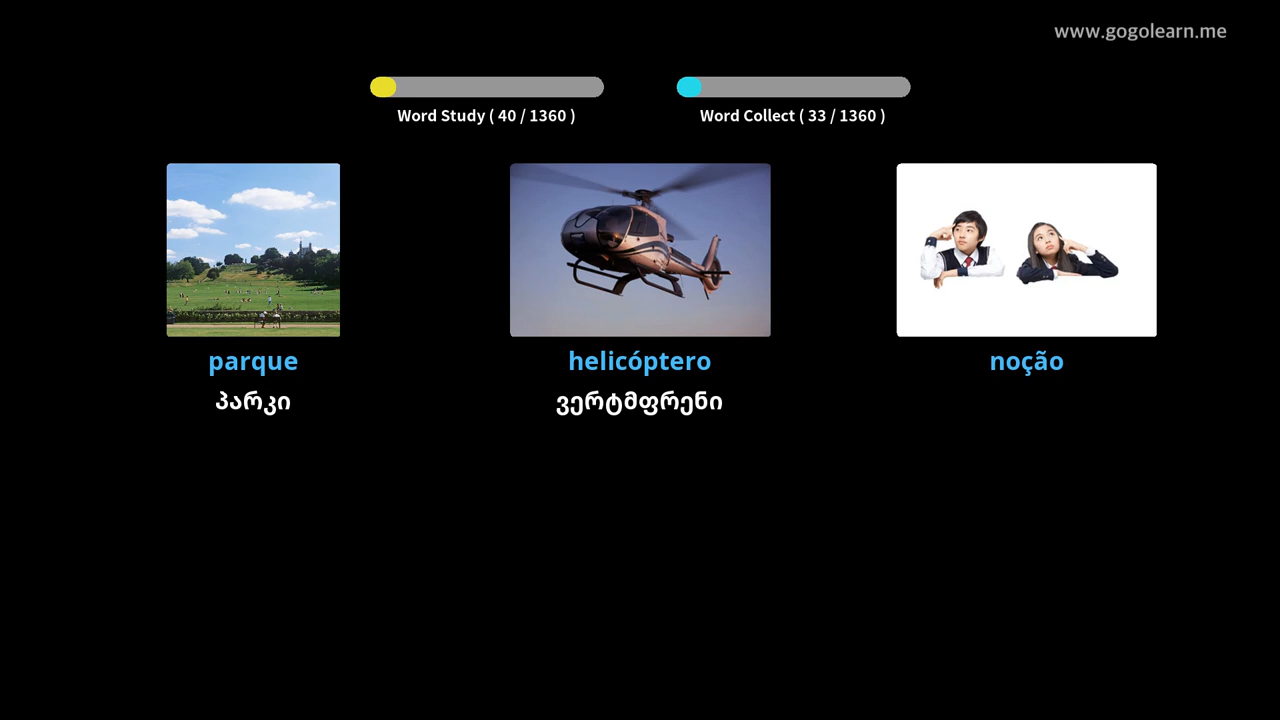 www.gogolearn.me
Word Study ( 40 / 1360 )
Word Collect ( 33 / 1360 )
parque
helicóptero
noção
პარკი
ვერტმფრენი